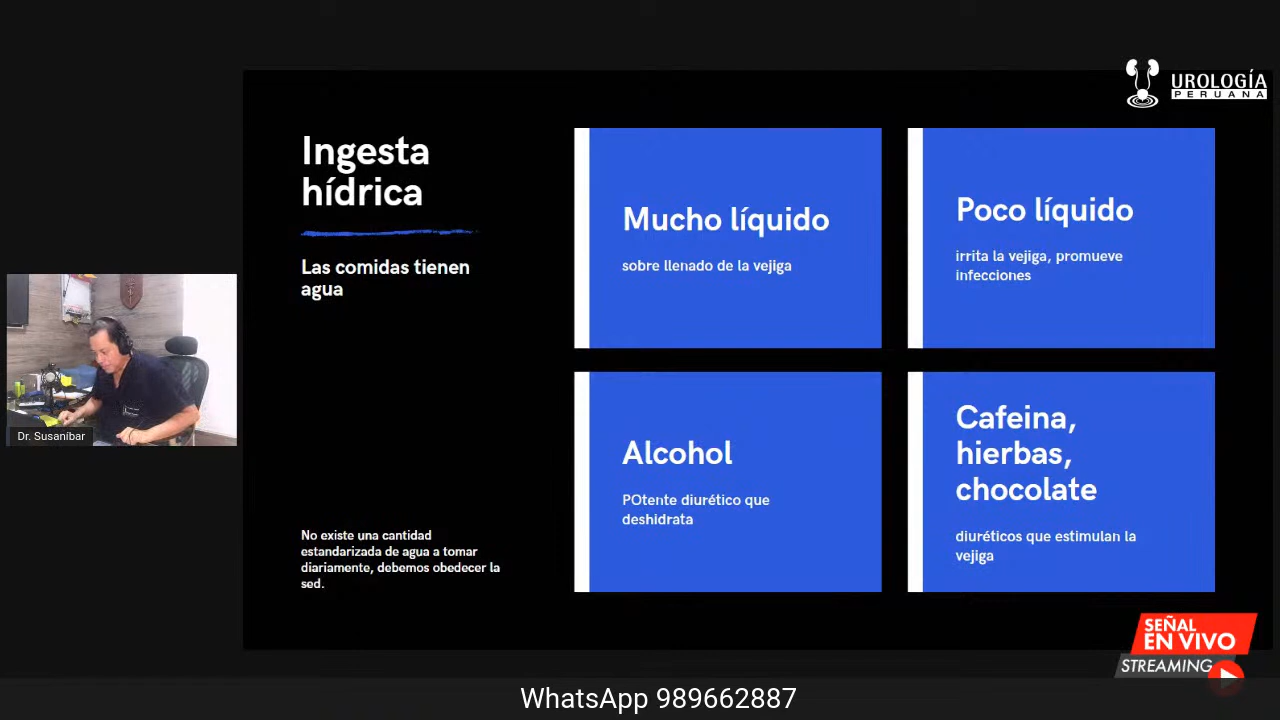 UROLOGÍA
PERUANA
Ingesta
hídrica
Las comidas tienen
agua
No existe una cantidad
estandarizada de agua a tomar
diariamente, debemos obedecer la
sed.
Mucho líquido
sobre llenado de la vejiga
Poco líquido
irrita la vejiga, promueve
infecciones
Alcohol
POtente diurético que
deshidrata
Cafeina,
hierbas,
chocolate
diuréticos que estimulan la
vejiga
Dr. Susaníbar
SEÑAL
EN VIVO
STREAMING
WhatsApp 989662887